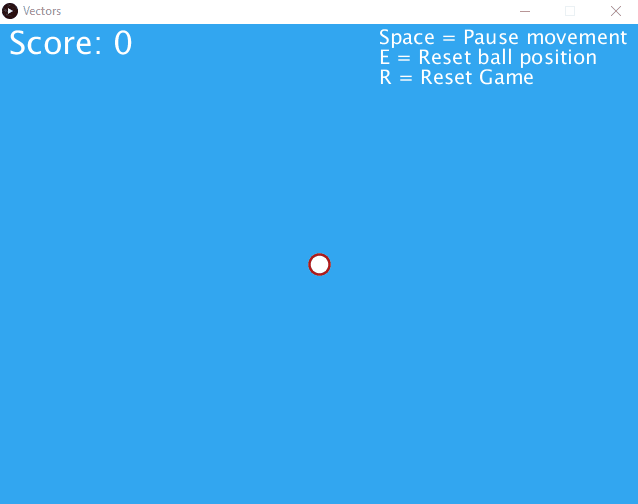 Vectors
Score: 0
Space = Pause movement
E = Reset ball position
R = Reset Game